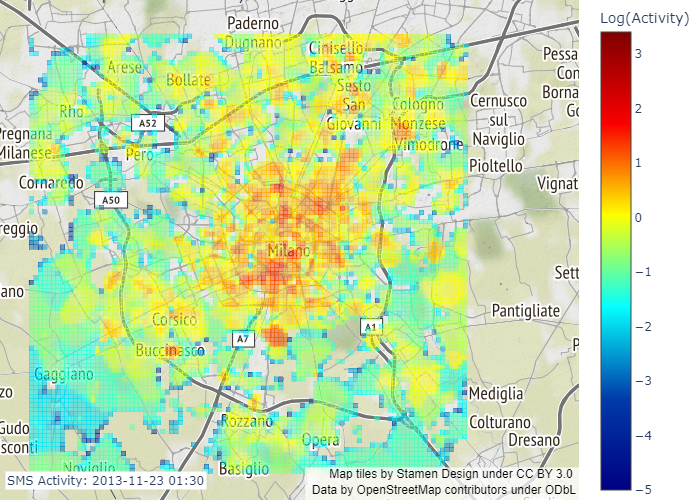 Log(Activity)
Paderno
Dugnano
Cinisello
Balsamo
Arese
Bollate
Sesto
San
Giovanni
Cologno
Monzese
Vimodrone
Cernusco
sul
Naviglio
Pessa
Con
Borna
Go
Rho
A52
Pregnana
Milanese
Pero
Pioltello
Cornaredo
Vignat
A50
reggio
Milano
Sett
ano
Pantigliate
Corsico
A1
A7
Buccinasco
P
Gaggiano
zo
Mediglia
Rozzano
Colturano
Gudo
Dresano
sconti
Opera
Noviglio
Basiglio
SMS Activity: 2013-11-23 01:30
Map tiles by Stamen Design under CC BY 3.0
Data by OpenStreetMap contributors under ODbL
3
2
1
0
−1
−2
−3
−4
−5